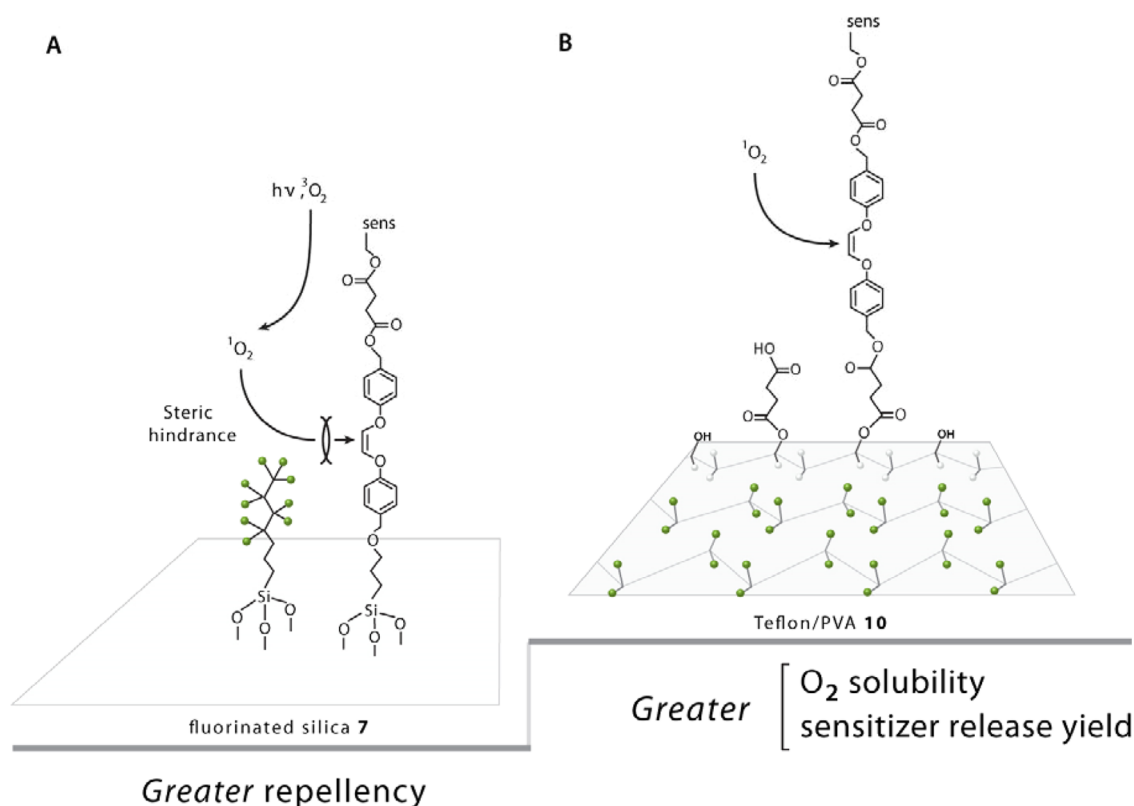 A
hν,³O₂
sens
O
O
O
O
¹O₂
Steric
hindrance
O
O
O
Si
O
O
O
Si
O
O
O
fluorinated silica 7
Greater repellency
B
sens
O
O
O
O
¹O₂
O
O
O
HO
O
O
O
O
O
O
OH
OH
Teflon/PVA 10
Greater
O₂ solubility
sensitizer release yield